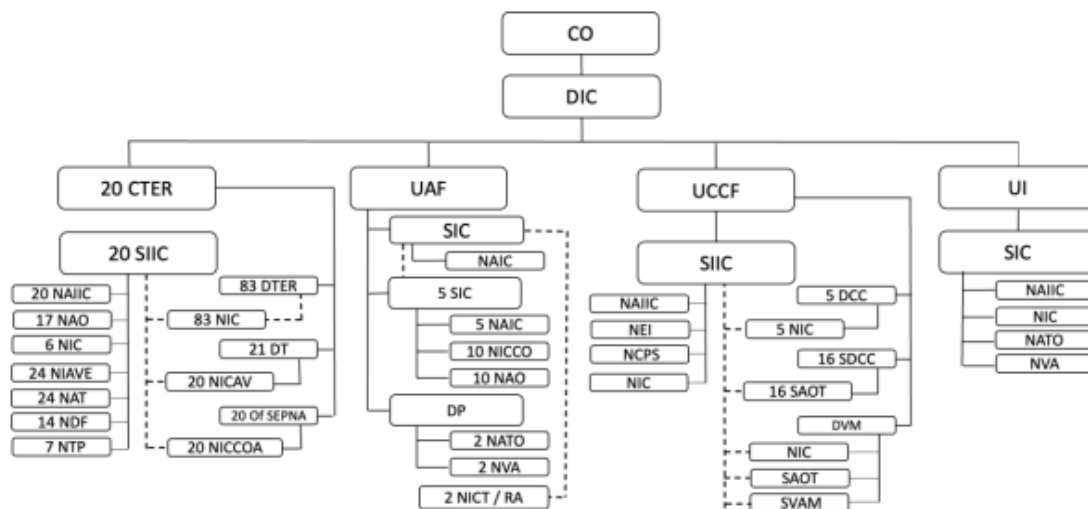 CO
DIC
20 CTER
UAF
UCCF
UI
20 SIIC
20 NAIIC
17 NAO
6 NIC
24 NIAVE
24 NAT
14 NDF
7 NTP
83 DTER
83 NIC
21 DT
20 NICAV
20 Of SEPNA
20 NICCOA
SIC
NAIC
5 SIC
5 NAIC
10 NICCO
10 NAO
DP
2 NATO
2 NVA
2 NICT / RA
SIIC
NAIIC
NEI
NCPS
NIC
5 DCC
5 NIC
16 SDCC
16 SAOT
DVM
NIC
SAOT
SVAM
SIC
NAIIC
NIC
NATO
NVA